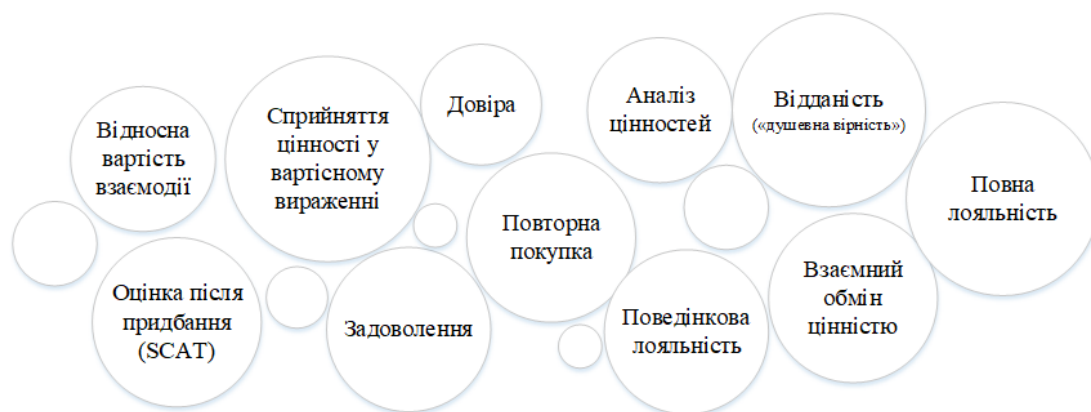 Відносна
вартість
взаємодії
Оцінка після
придбання
(SCAT)
Сприйняття
цінності у
вартісному
вираженні
Задоволення
Довіра
Повторна
покупка
Аналіз
цінностей
Поведінкова
лояльність
Відданість
(«душевна вірність»)
Взаємний
обмін
цінністю
Повна
лояльність